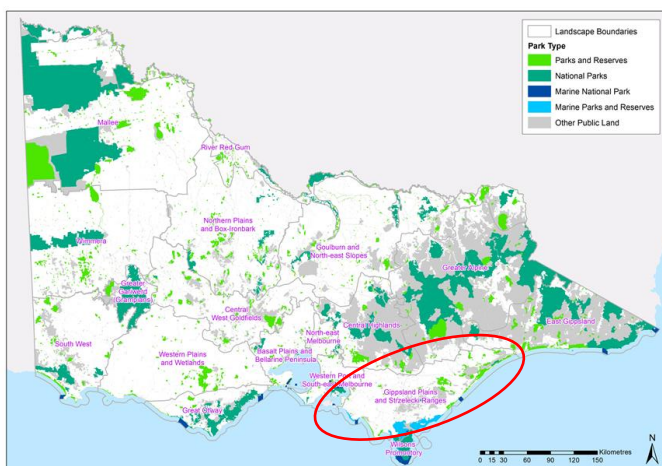 Landscape Boundaries
Park Type
Parks and Reserves
National Parks
Marine National Park
Marine Parks and Reserves
Other Public Land
Mallee
River Red Gum
Wimmera
Northern Plains
and Box-Ironbark
Goulburn and
North-east Slopes
Greater Alpine
Greater
Gariwerd
(Grampians)
Central
West Goldfields
North-east
Melbourne
Central Highlands
East Gippsland
South West
Western Plains
and Wetlands
Basalt Plains and
Bellarine Peninsula
Western Port and
South-east Melbourne
Gippsland Plains
and Strzelecki Ranges
Great Otway
Wilsons
Promontory
N
0 15 30 60 90 120 150
Kilometres